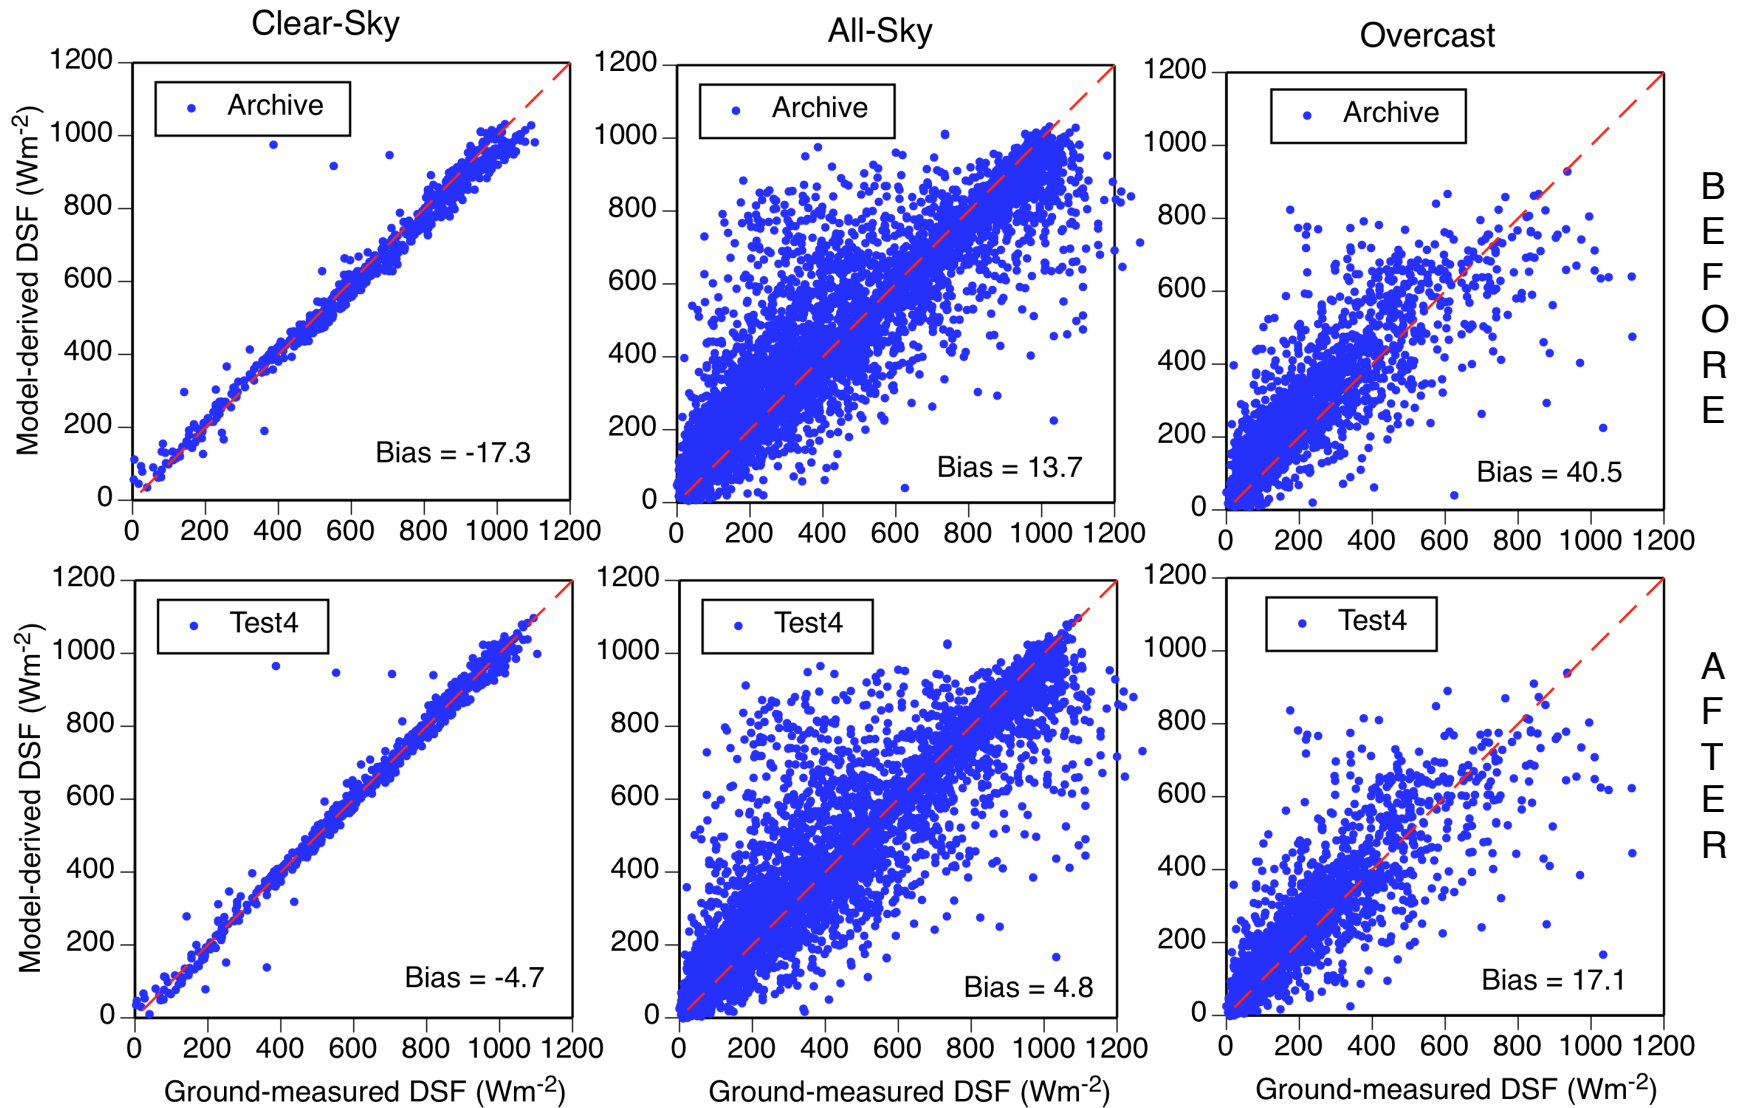 Clear-Sky
All-Sky
Overcast
Model-derived DSF (Wm-2)
1200
1000
800
600
400
200
0
Archive
Bias = -17.3
0 200 400 600 800 1000 1200
1200
1000
800
600
400
200
0
Archive
Bias = 13.7
0 200 400 600 800 1000 1200
1200
1000
800
600
400
200
0
Archive
Bias = 40.5
0 200 400 600 800 1000 1200
B
E
F
O
R
E
Model-derived DSF (Wm-2)
1200
1000
800
600
400
200
0
Test4
Bias = -4.7
0 200 400 600 800 1000 1200
Ground-measured DSF (Wm-2)
1200
1000
800
600
400
200
0
Test4
Bias = 4.8
0 200 400 600 800 1000 1200
Ground-measured DSF (Wm-2)
1200
1000
800
600
400
200
0
Test4
Bias = 17.1
0 200 400 600 800 1000 1200
Ground-measured DSF (Wm-2)
A
F
T
E
R